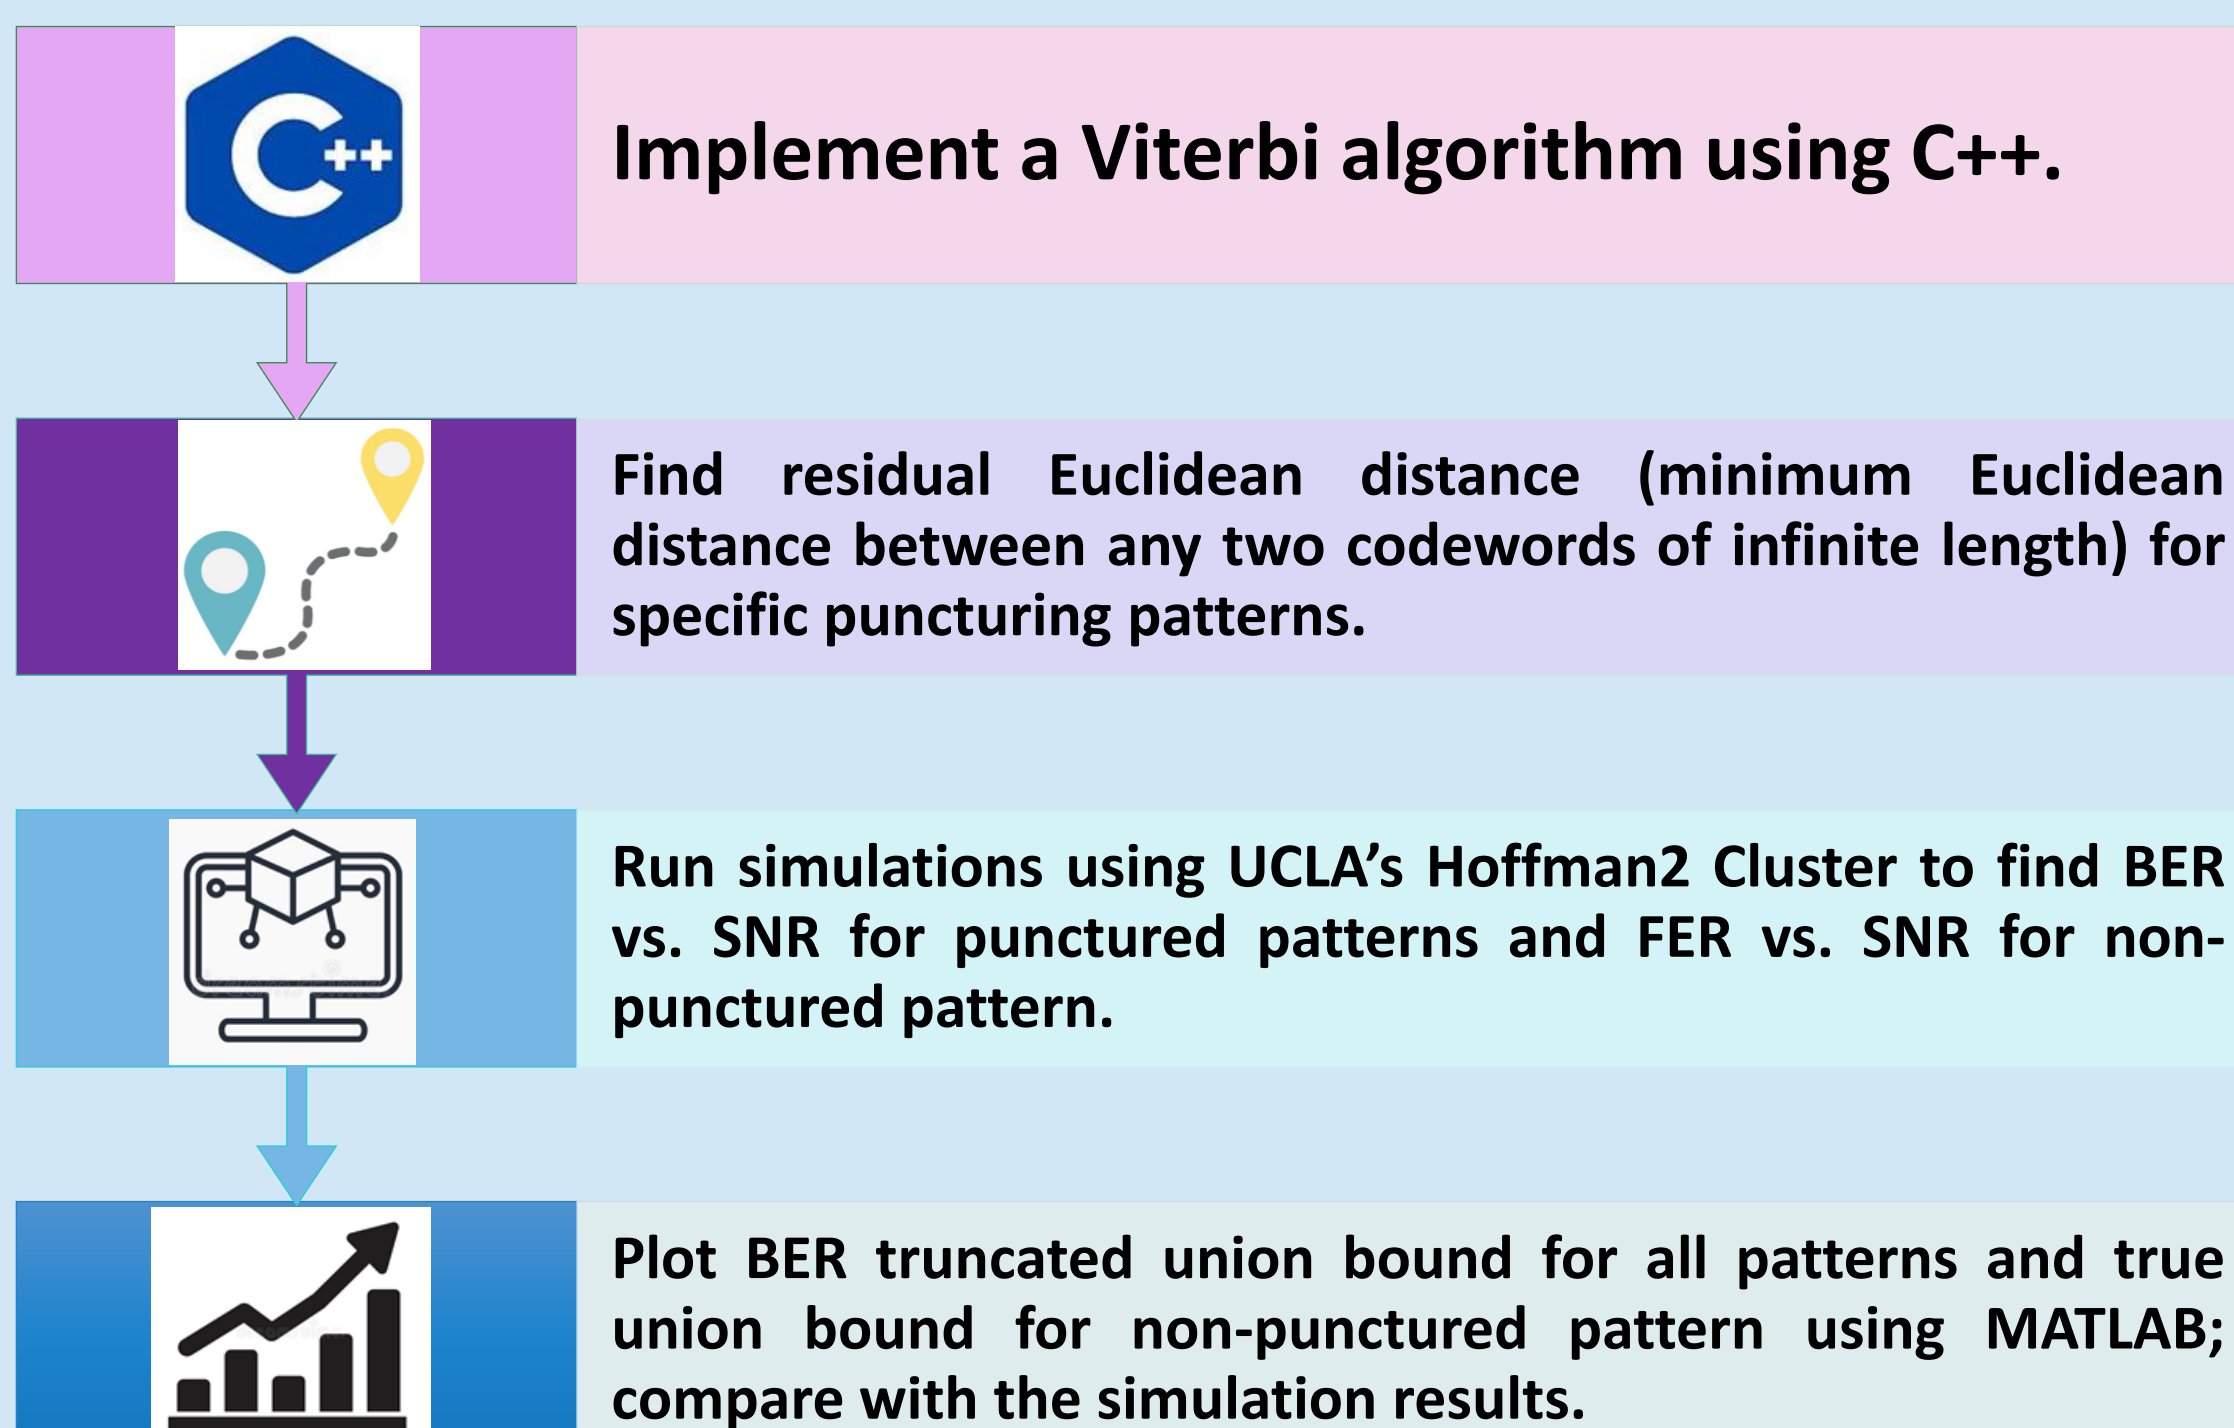 C++
Implement a Viterbi algorithm using C++.
Find residual Euclidean distance (minimum Euclidean
distance between any two codewords of infinite length) for
specific puncturing patterns.
Run simulations using UCLA’s Hoffman2 Cluster to find BER
vs. SNR for punctured patterns and FER vs. SNR for non-
punctured pattern.
Plot BER truncated union bound for all patterns and true
union bound for non-punctured pattern using MATLAB;
compare with the simulation results.